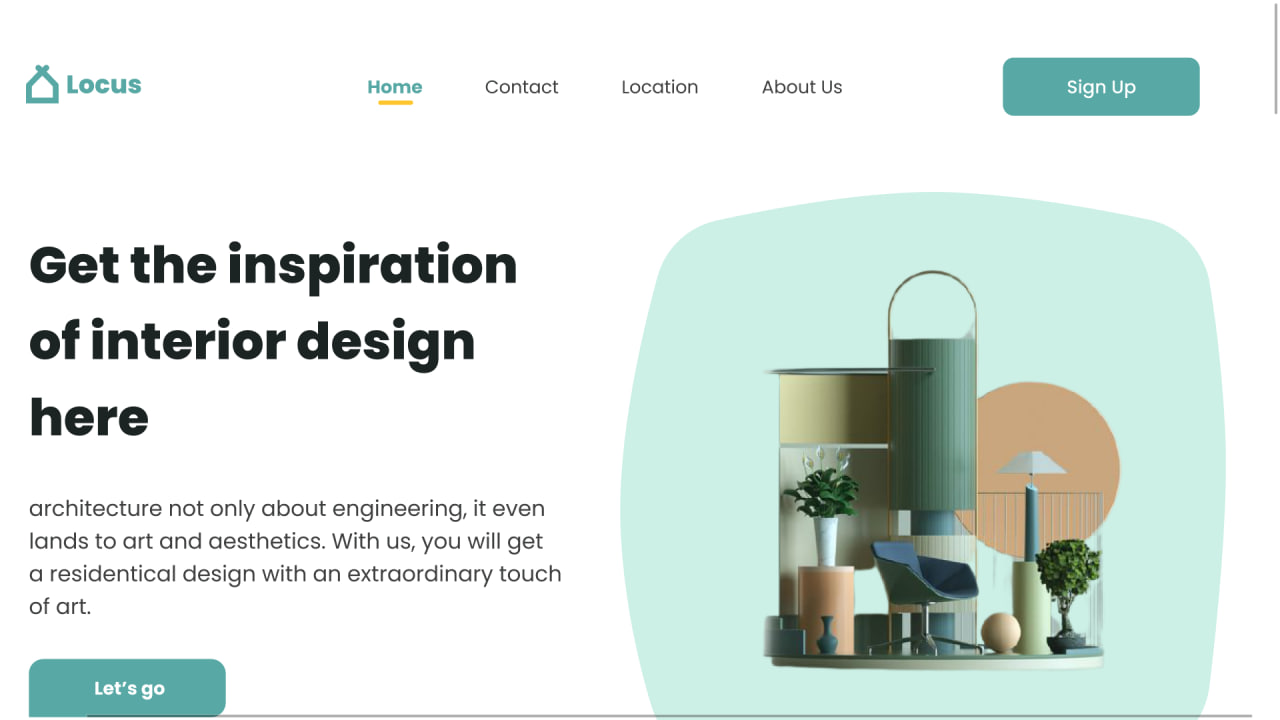 Locus
Home
Contact
Location
About Us
Sign Up
Get the inspiration
of interior design
here
architecture not only about engineering, it even
lands to art and aesthetics. With us, you will get
a residentical design with an extraordinary touch
of art.
Let’s go